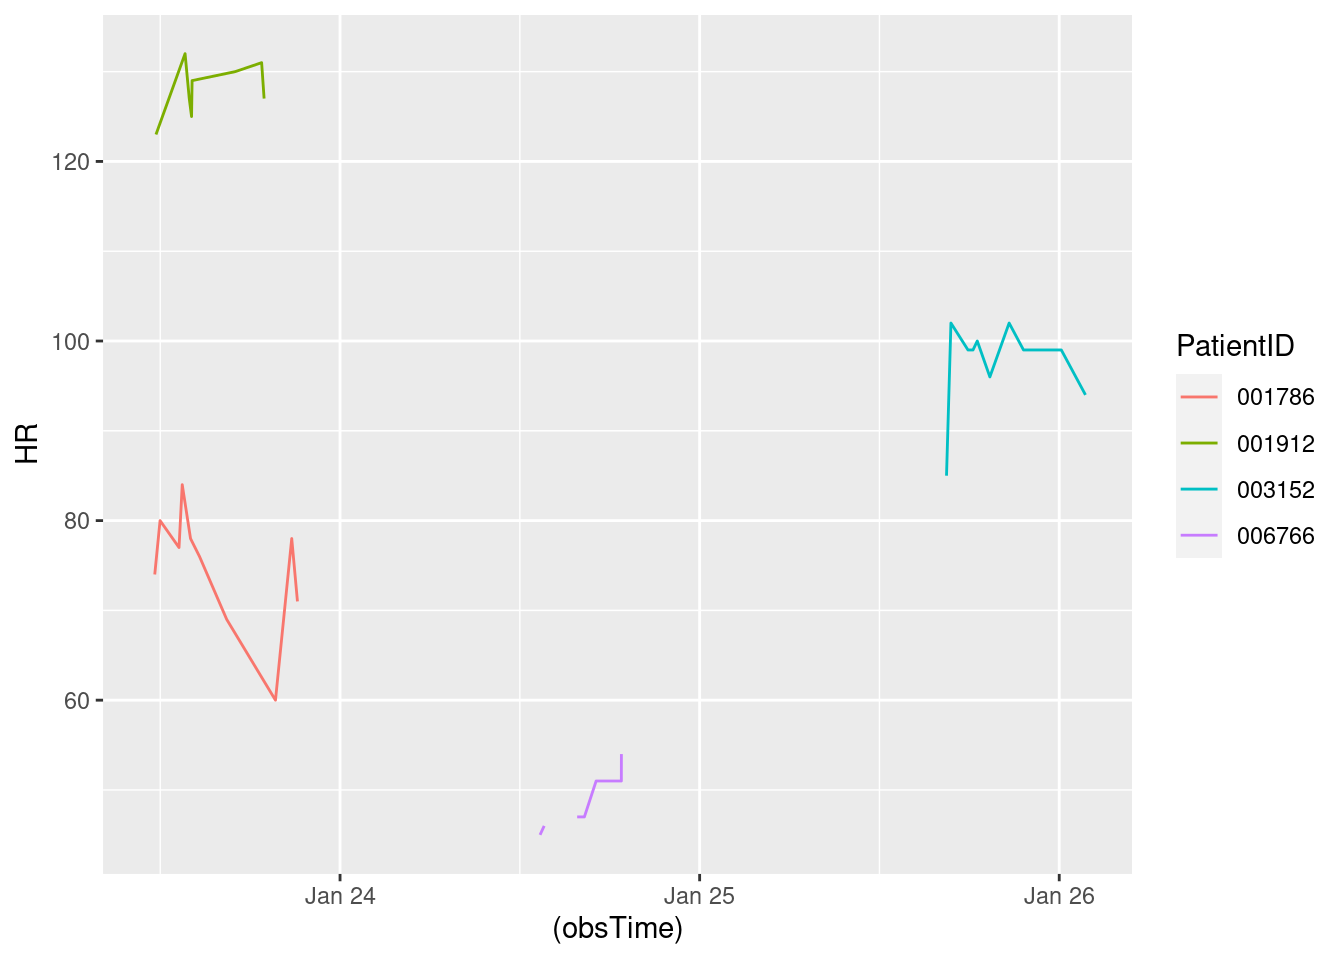 HR
120
100
80
60
Jan 24
Jan 25
Jan 26
(obsTime)
PatientID
001786
001912
003152
006766